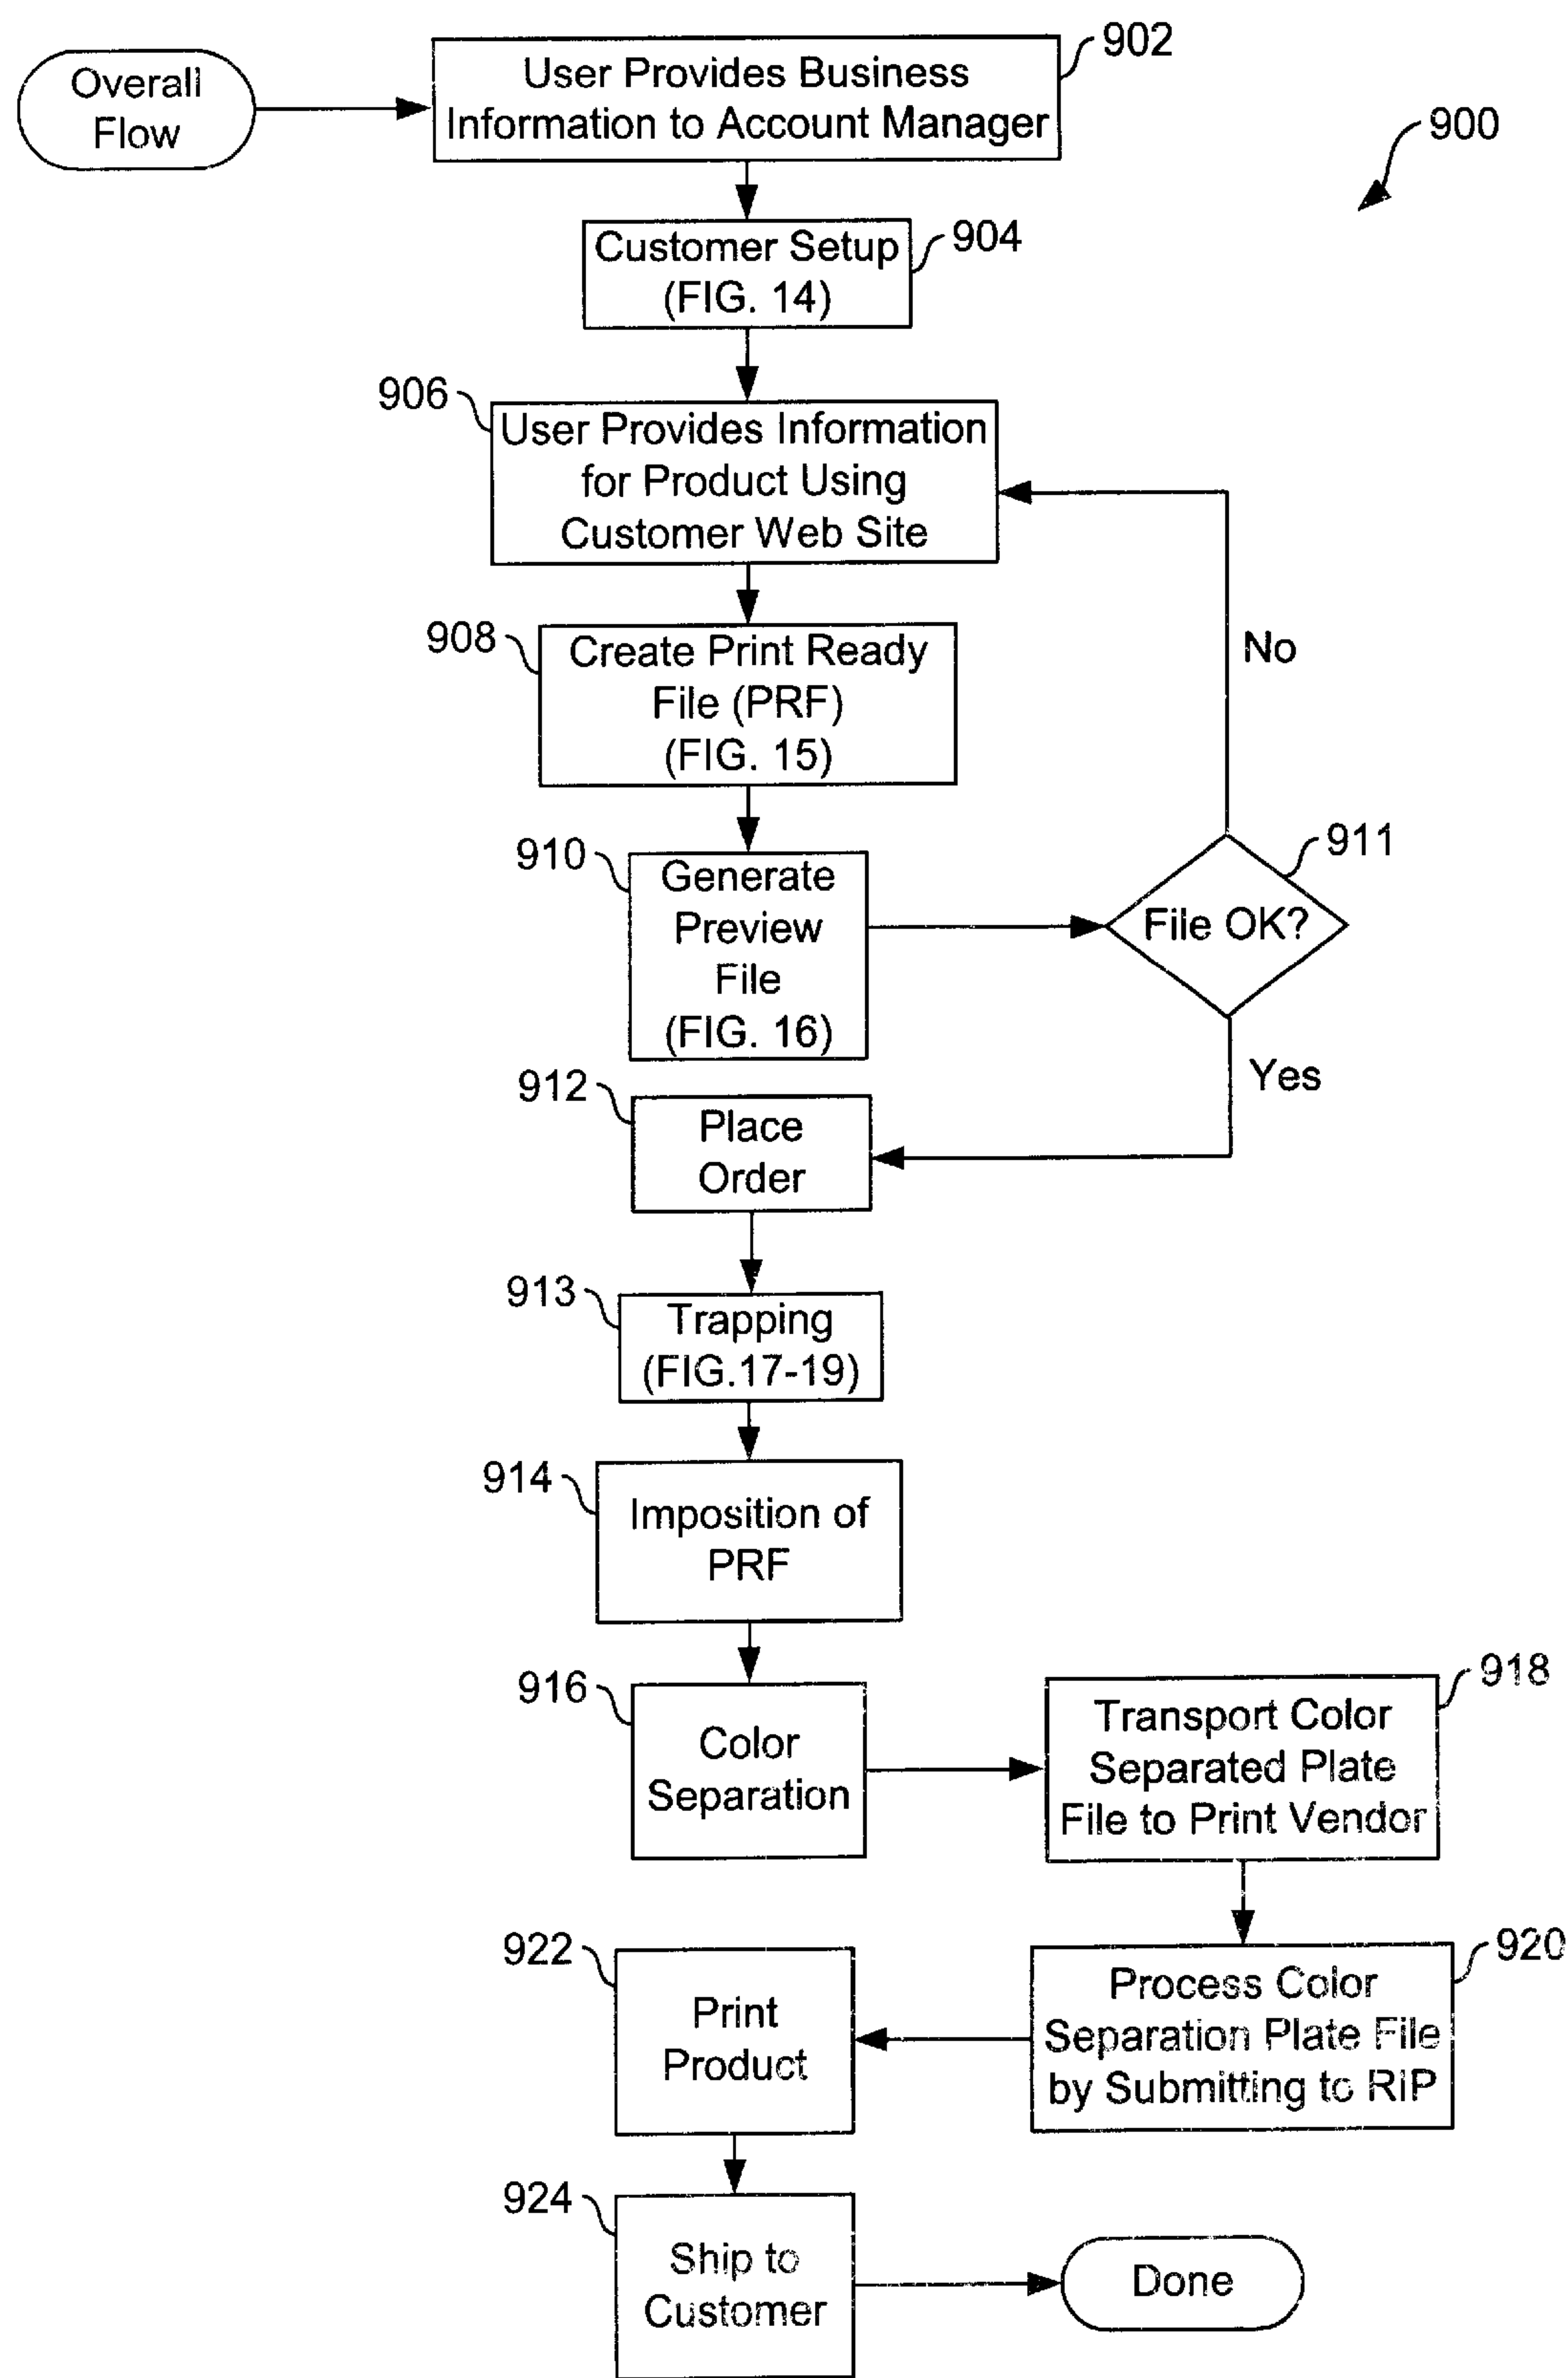 Overall
Flow
902
User Provides Business
Information to Account Manager
900
904
Customer Setup
(FIG. 14)
906
User Provides Information
for Product Using
Customer Web Site
908
Create Print Ready
File (PRF)
(FIG. 15)
No
910
Generate
Preview
File
(FIG. 16)
911
File OK?
Yes
912
Place
Order
913
Trapping
(FIG.17-19)
914
Imposition of
PRF
916
Color
Separation
918
Transport Color
Separated Plate
File to Print Vendor
920
Process Color
Separation Plate File
by Submitting to RIP
922
Print
Product
924
Ship to
Customer
Done